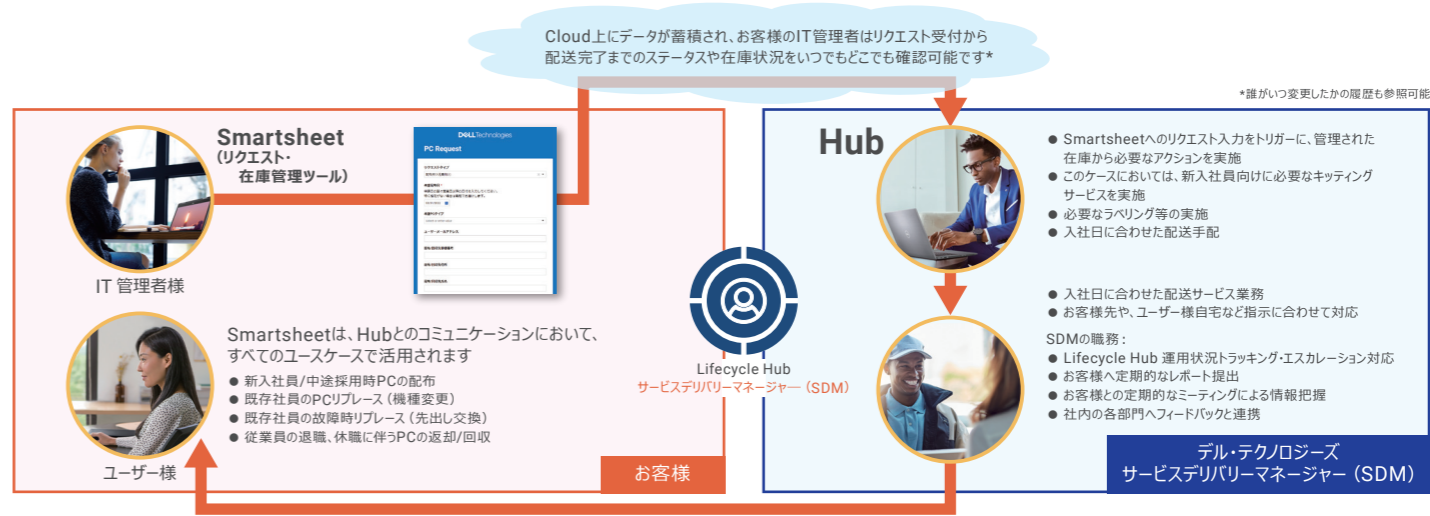 Cloud上にデータが蓄積され、お客様のIT管理者はリクエスト受付から
配送完了までのステータスや在庫状況をいつでもどこでも確認可能です*
*誰がいつ変更したかの履歴も参照可能
Smartsheet
(リクエスト・
在庫管理ツール)
DELLTechnologies
PC Request
IT 管理者様
Smartsheetは、Hubとのコミュニケーションにおいて、
すべてのユースケースで活用されます
● 新入社員/中途採用時PCの配布
● 既存社員のPCリプレース（機種変更）
● 既存社員の故障時リプレース（先出し交換）
● 従業員の退職、休職に伴うPCの返却/回収
ユーザー様
お客様
Lifecycle Hub
サービスデリバリーマネージャー（SDM）
Hub
● Smartsheetへのリクエスト入力をトリガーに、管理された
在庫から必要なアクションを実施
● このケースにおいては、新入社員向けに必要なキッティング
サービスを実施
● 必要なラベリング等の実施
● 入社日に合わせた配送手配
● 入社日に合わせた配送サービス業務
● お客様先や、ユーザー様自宅など指示に合わせて対応
SDMの職務：
● Lifecycle Hub 運用状況トラッキング・エスカレーション対応
● お客様へ定期的なレポート提出
● お客様との定期的なミーティングによる情報把握
● 社内の各部門へフィードバックと連携
デル・テクノロジーズ
サービスデリバリーマネージャー（SDM）